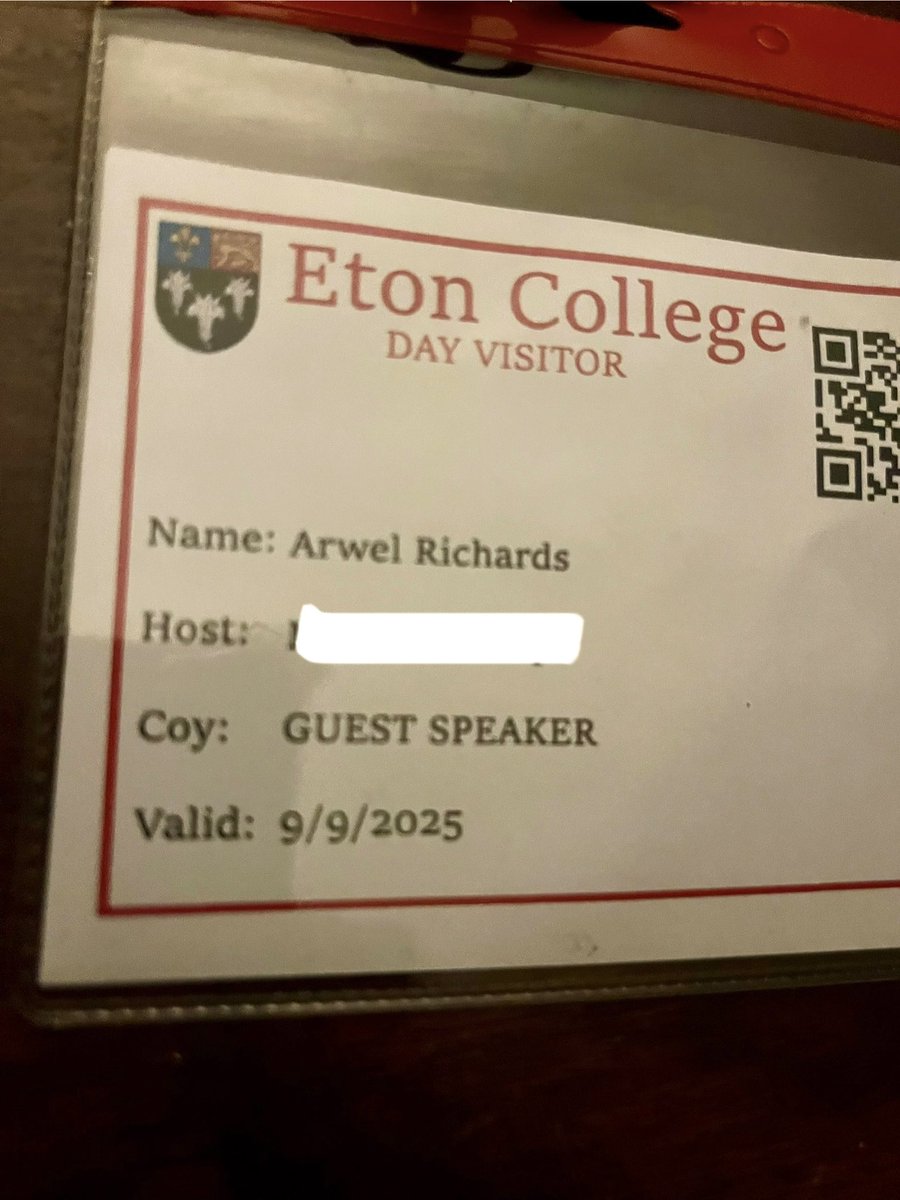 Eton College
DAY VISITOR
Name: Arwel Richards
Host:
Coy: GUEST SPEAKER
Valid: 9/9/2025